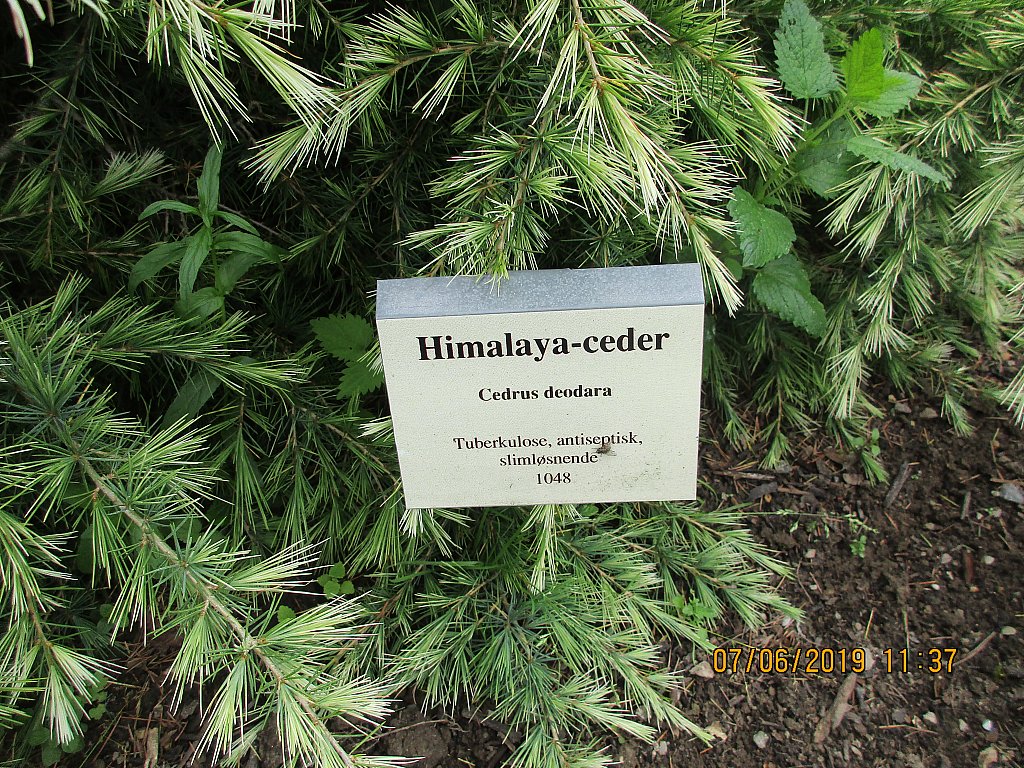 Himalaya-ceder
Cedrus deodara
Tuberkulose, antiseptisk,
slimløsnende
1048
07/06/2019 11:37